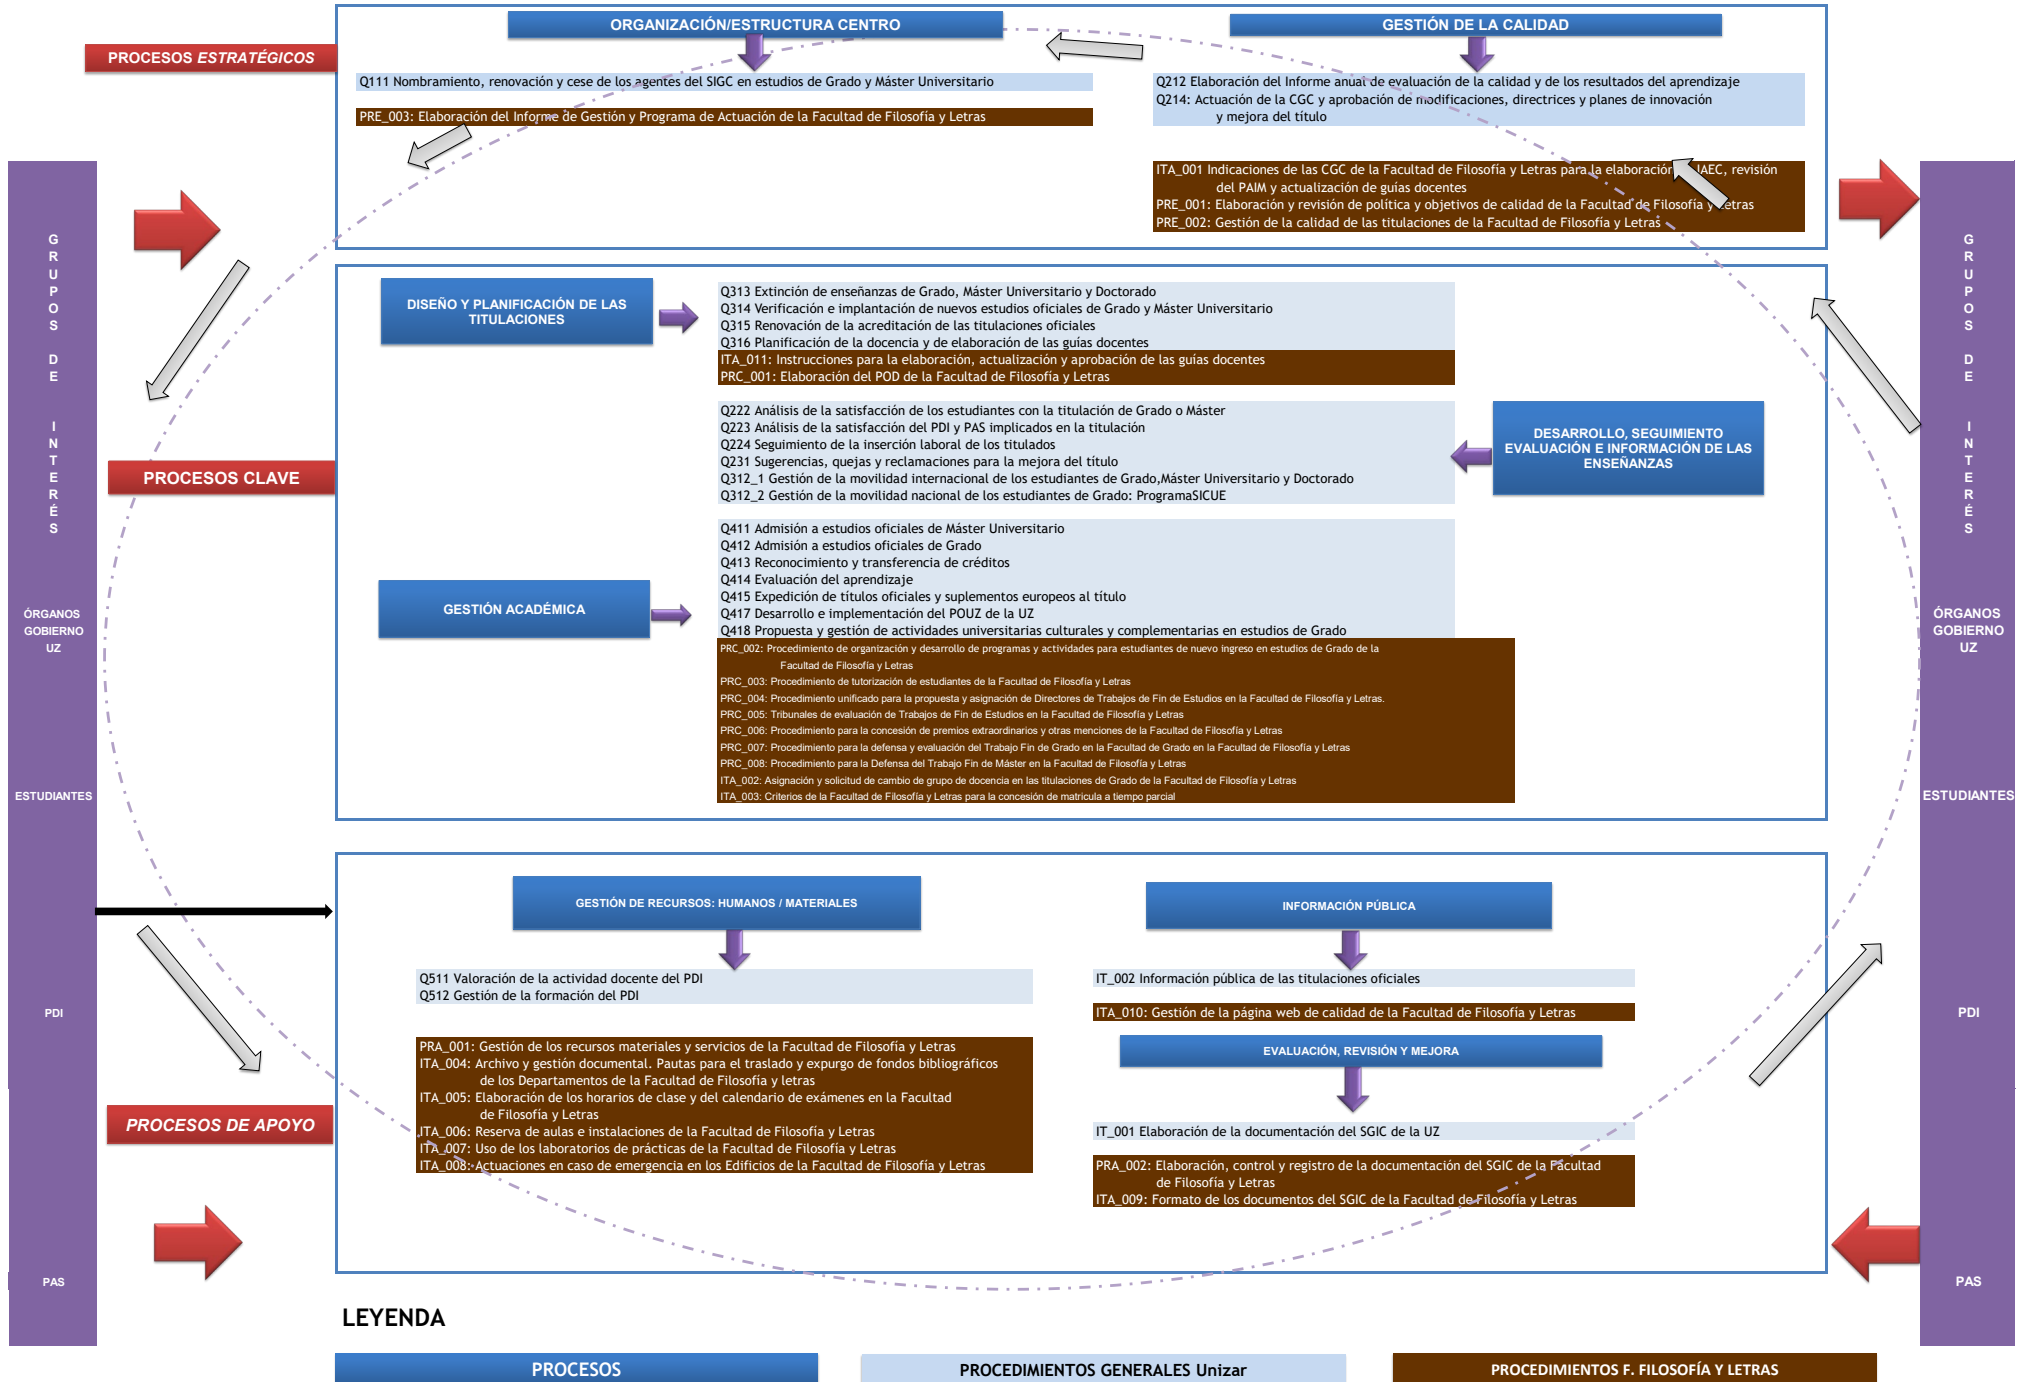 ORGANIZACIÓN/ESTRUCTURA CENTRO
GESTIÓN DE LA CALIDAD
PROCESOS ESTRATÉGICOS
Q111 Nombramiento, renovación y cese de los agentes del SIGC en estudios de Grado y Máster Universitario
PRE_003: Elaboración del Informe de Gestión y Programa de Actuación de la Facultad de Filosofía y Letras
Q212 Elaboración del Informe anual de evaluación de la calidad y de los resultados del aprendizaje
Q214: Actuación de la CGC y aprobación de modificaciones, directrices y planes de innovación
y mejora del título
ITA_001 Indicaciones de las CGC de la Facultad de Filosofía y Letras para la elaboración IAEC, revisión
del PAIM y actualización de guías docentes
PRE_001: Elaboración y revisión de política y objetivos de calidad de la Facultad de Filosofía y Letras
PRE_002: Gestión de la calidad de las titulaciones de la Facultad de Filosofía y Letras
GRUPOS DE INTERÉS
ÓRGANOS
GOBIERNO
UZ
ESTUDIANTES
PDI
PAS
DISEÑO Y PLANIFICACIÓN DE LAS
TITULACIONES
Q313 Extinción de enseñanzas de Grado, Máster Universitario y Doctorado
Q314 Verificación e implantación de nuevos estudios oficiales de Grado y Máster Universitario
Q315 Renovación de la acreditación de las titulaciones oficiales
Q316 Planificación de la docencia y de elaboración de las guías docentes
ITA_011: Instrucciones para la elaboración, actualización y aprobación de las guías docentes
PRC_001: Elaboración del POD de la Facultad de Filosofía y Letras
PROCESOS CLAVE
Q222 Análisis de la satisfacción de los estudiantes con la titulación de Grado o Máster
Q223 Análisis de la satisfacción del PDI y PAS implicados en la titulación
Q224 Seguimiento de la inserción laboral de los titulados
Q231 Sugerencias, quejas y reclamaciones para la mejora del título
Q312_1 Gestión de la movilidad internacional de los estudiantes de Grado,Máster Universitario y Doctorado
Q312_2 Gestión de la movilidad nacional de los estudiantes de Grado: ProgramaSICUE
DESARROLLO, SEGUIMIENTO
EVALUACIÓN E INFORMACIÓN DE LAS
ENSEÑANZAS
GESTIÓN ACADÉMICA
Q411 Admisión a estudios oficiales de Máster Universitario
Q412 Admisión a estudios oficiales de Grado
Q413 Reconocimiento y transferencia de créditos
Q414 Evaluación del aprendizaje
Q415 Expedición de títulos oficiales y suplementos europeos al título
Q417 Desarrollo e implementación del POUZ de la UZ
Q418 Propuesta y gestión de actividades universitarias culturales y complementarias en estudios de Grado
PRC_002: Procedimiento de organización y desarrollo de programas y actividades para estudiantes de nuevo ingreso en estudios de Grado de la
Facultad de Filosofía y Letras
PRC_003: Procedimiento de tutorización de estudiantes de la Facultad de Filosofía y Letras
PRC_004: Procedimiento unificado para la propuesta y asignación de Directores de Trabajos de Fin de Estudios en la Facultad de Filosofía y Letras.
PRC_005: Tribunales de evaluación de Trabajos de Fin de Estudios en la Facultad de Filosofía y Letras
PRC_006: Procedimiento para la concesión de premios extraordinarios y otras menciones de la Facultad de Filosofía y Letras
PRC_007: Procedimiento para la defensa y evaluación del Trabajo Fin de Grado en la Facultad de Grado en la Facultad de Filosofía y Letras
PRC_008: Procedimiento para la Defensa del Trabajo Fin de Máster en la Facultad de Filosofía y Letras
ITA_002: Asignación y solicitud de cambio de grupo de docencia en las titulaciones de Grado de la Facultad de Filosofía y Letras
ITA_003: Criterios de la Facultad de Filosofía y Letras para la concesión de matricula a tiempo parcial
GRUPOS DE INTERÉS
ÓRGANOS
GOBIERNO
UZ
ESTUDIANTES
PDI
PAS
PROCESOS DE APOYO
GESTIÓN DE RECURSOS: HUMANOS / MATERIALES
Q511 Valoración de la actividad docente del PDI
Q512 Gestión de la formación del PDI
PRA_001: Gestión de los recursos materiales y servicios de la Facultad de Filosofía y Letras
ITA_004: Archivo y gestión documental. Pautas para el traslado y expurgo de fondos bibliográficos
de los Departamentos de la Facultad de Filosofía y letras
ITA_005: Elaboración de los horarios de clase y del calendario de exámenes en la Facultad
de Filosofía y Letras
ITA_006: Reserva de aulas e instalaciones de la Facultad de Filosofía y Letras
ITA_007: Uso de los laboratorios de prácticas de la Facultad de Filosofía y Letras
ITA_008: Actuaciones en caso de emergencia en los Edificios de la Facultad de Filosofía y Letras
INFORMACIÓN PÚBLICA
IT_002 Información pública de las titulaciones oficiales
ITA_010: Gestión de la página web de calidad de la Facultad de Filosofía y Letras
EVALUACIÓN, REVISIÓN Y MEJORA
IT_001 Elaboración de la documentación del SGIC de la UZ
PRA_002: Elaboración, control y registro de la documentación del SGIC de la Facultad
de Filosofía y Letras
ITA_009: Formato de los documentos del SGIC de la Facultad de Filosofía y Letras
LEYENDA
PROCESOS
PROCEDIMIENTOS GENERALES Unizar
PROCEDIMIENTOS F. FILOSOFÍA Y LETRAS